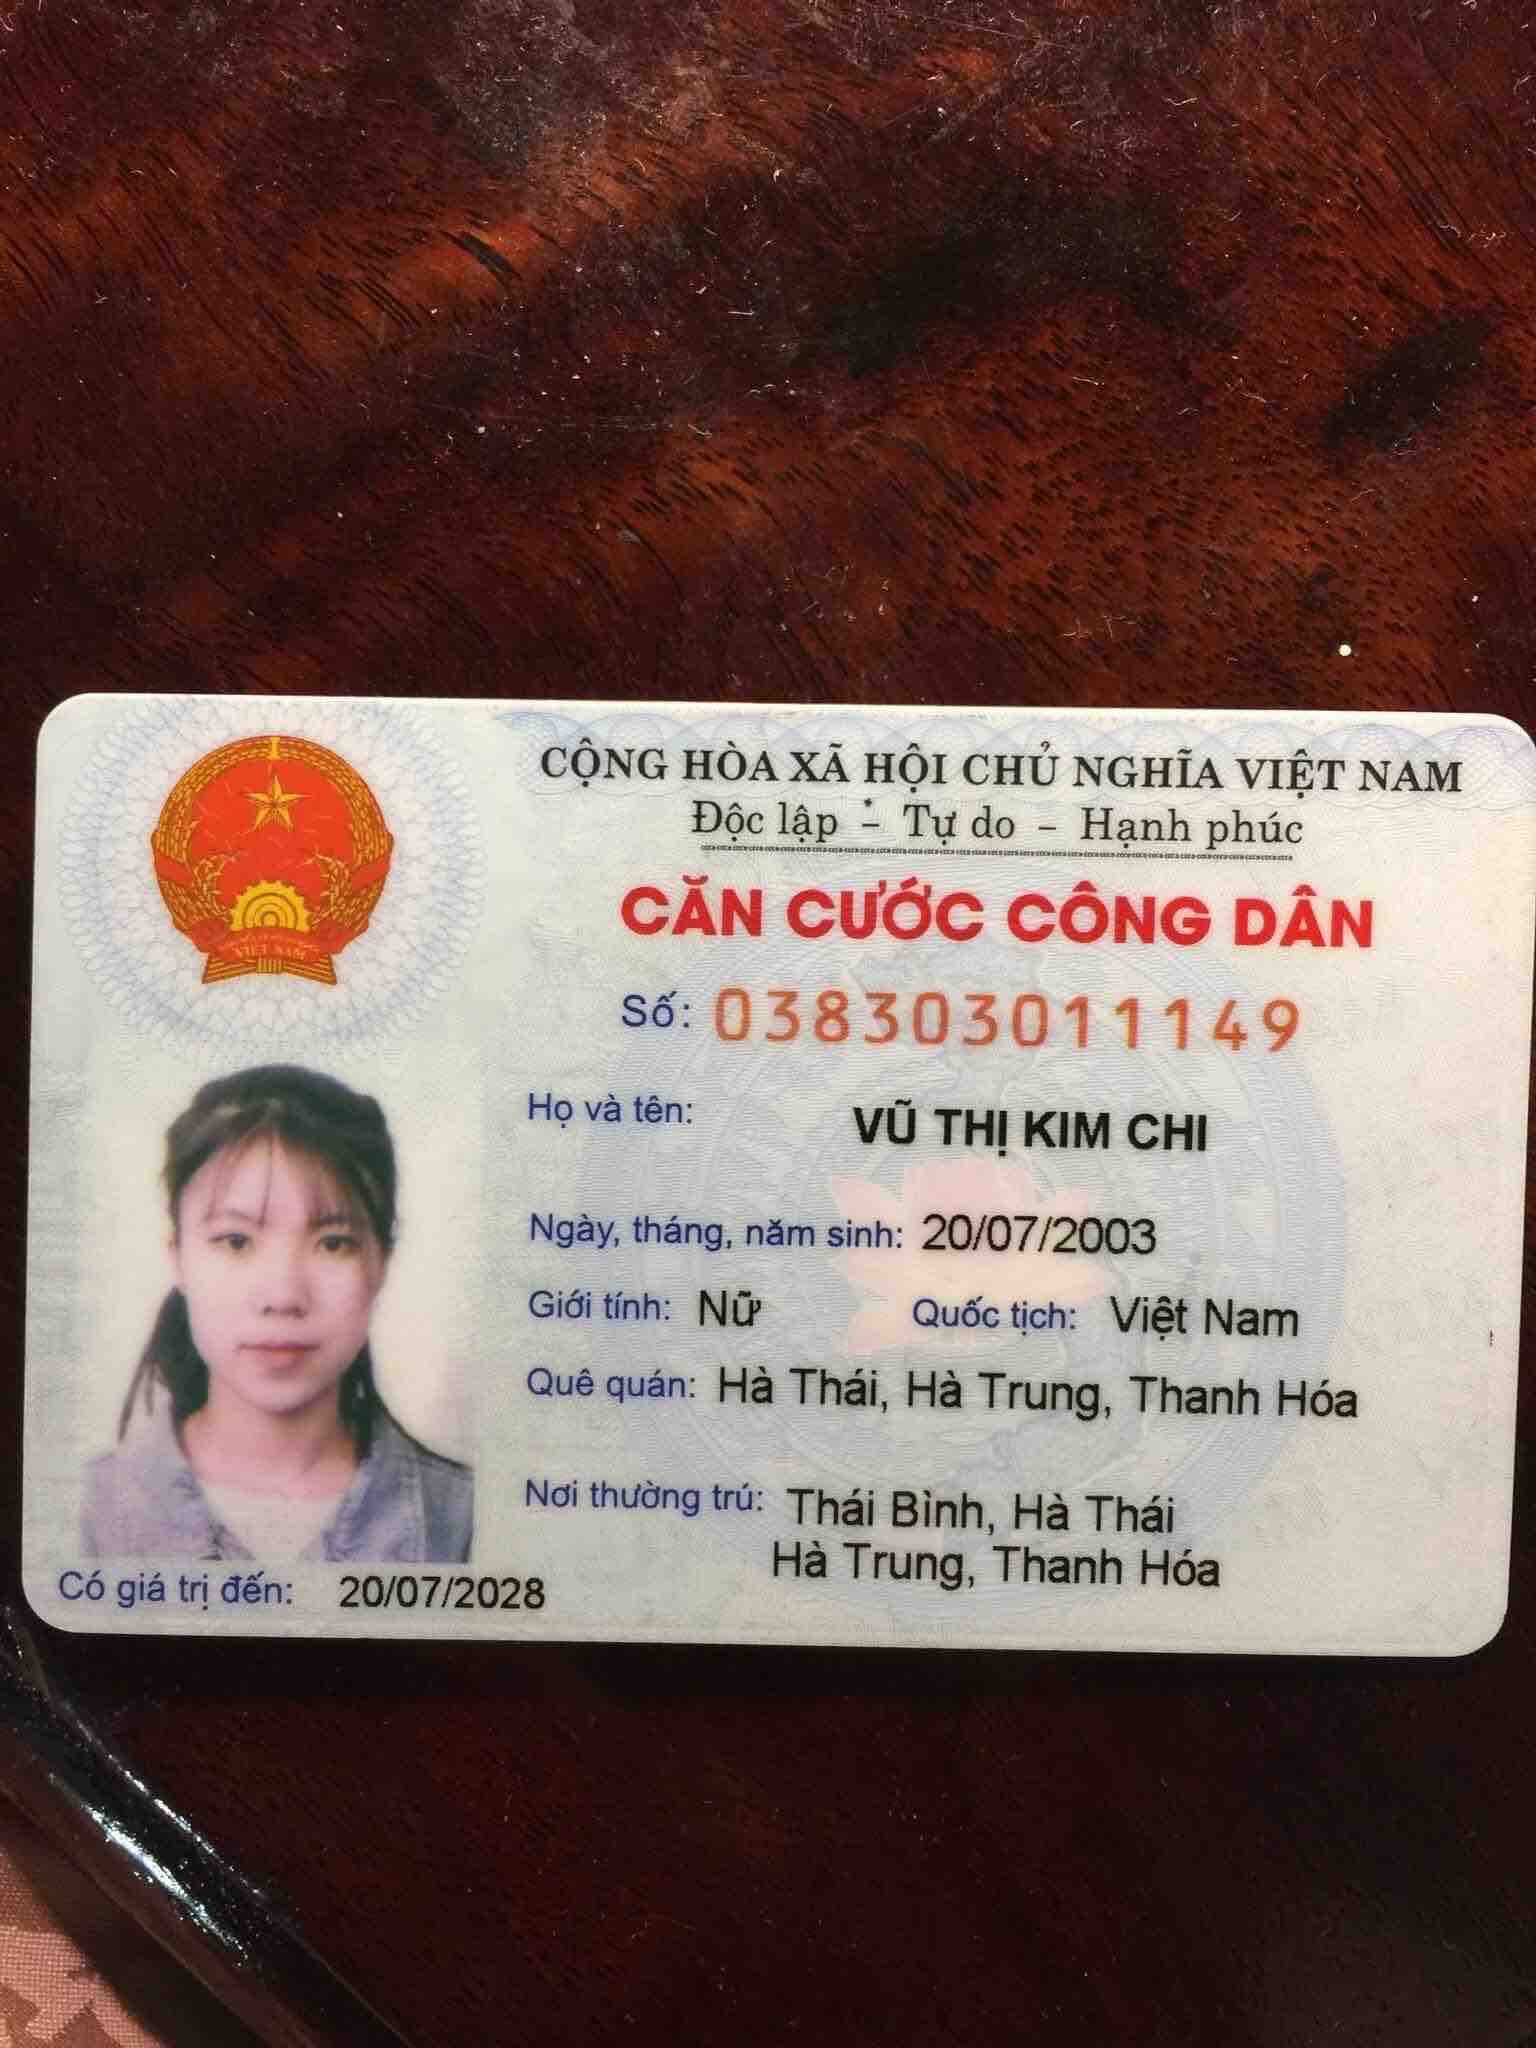 CỘNG HÒA XÃ HỘI CHỦ NGHĨA VIỆT NAM
Độc lập - Tự do - Hạnh phúc
CĂN CƯỚC CÔNG DÂN
Số: 038303011149
Họ và tên: VŨ THỊ KIM CHI
Ngày, tháng, năm sinh: 20/07/2003
Giới tính: Nữ Quốc tịch: Việt Nam
Quê quán: Hà Thái, Hà Trung, Thanh Hóa
Nơi thường trú: Thái Bình, Hà Thái
Hà Trung, Thanh Hóa
Có giá trị đến: 20/07/2028
VIỆT NAM